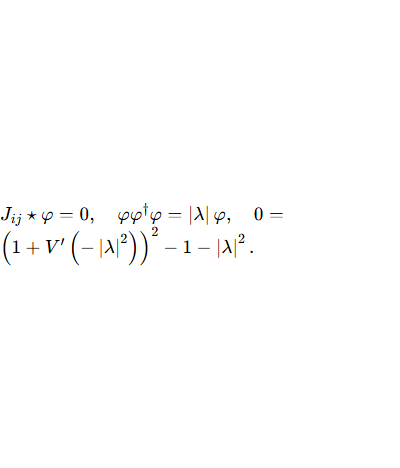 $J_{ij} \star \varphi = 0, \quad \varphi\varphi^{\dagger}\varphi = |\lambda|\, \varphi, \quad 0 =$
$\left(1 + V'\left(-|\lambda|^{2}\right)\right)^{2} - 1 - |\lambda|^{2}\,.$